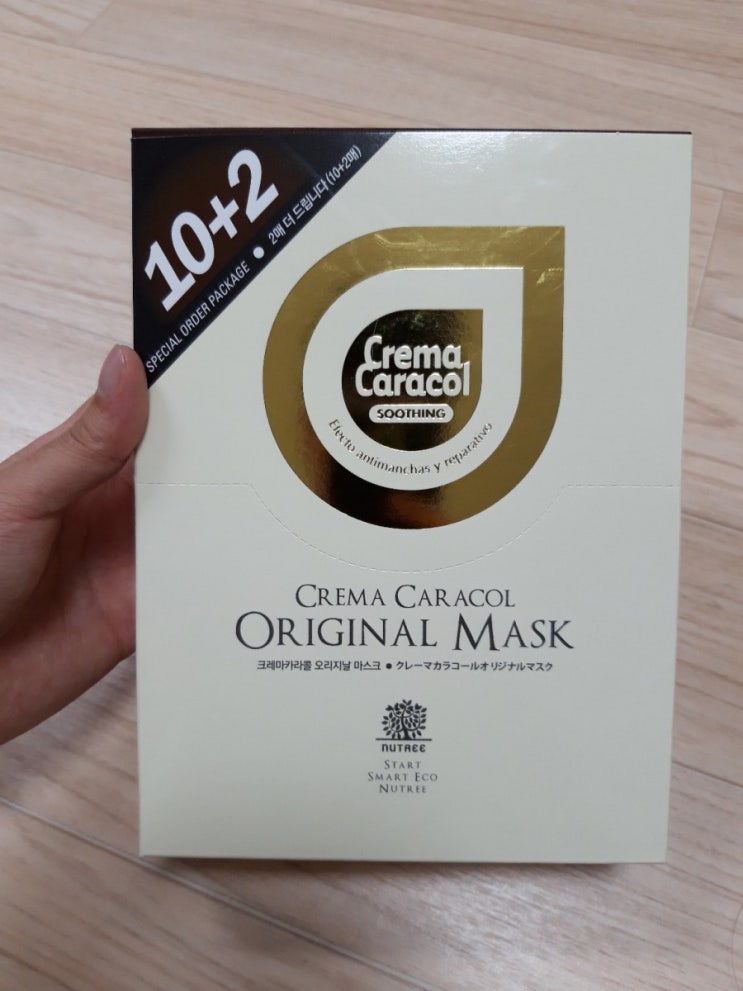 10+2
SPECIAL ORDER PACKAGE ● 2매 더 드립니다 (10+2매)
Crema
Caracol
SOOTHING
Efecto antimanchas y reparativo
CREMA CARACOL
ORIGINAL MASK
크레마카라콜 오리지날 마스크 ● クレーマカラコールオリジナルマスク
NUTREE
START
SMART ECO
NUTREE